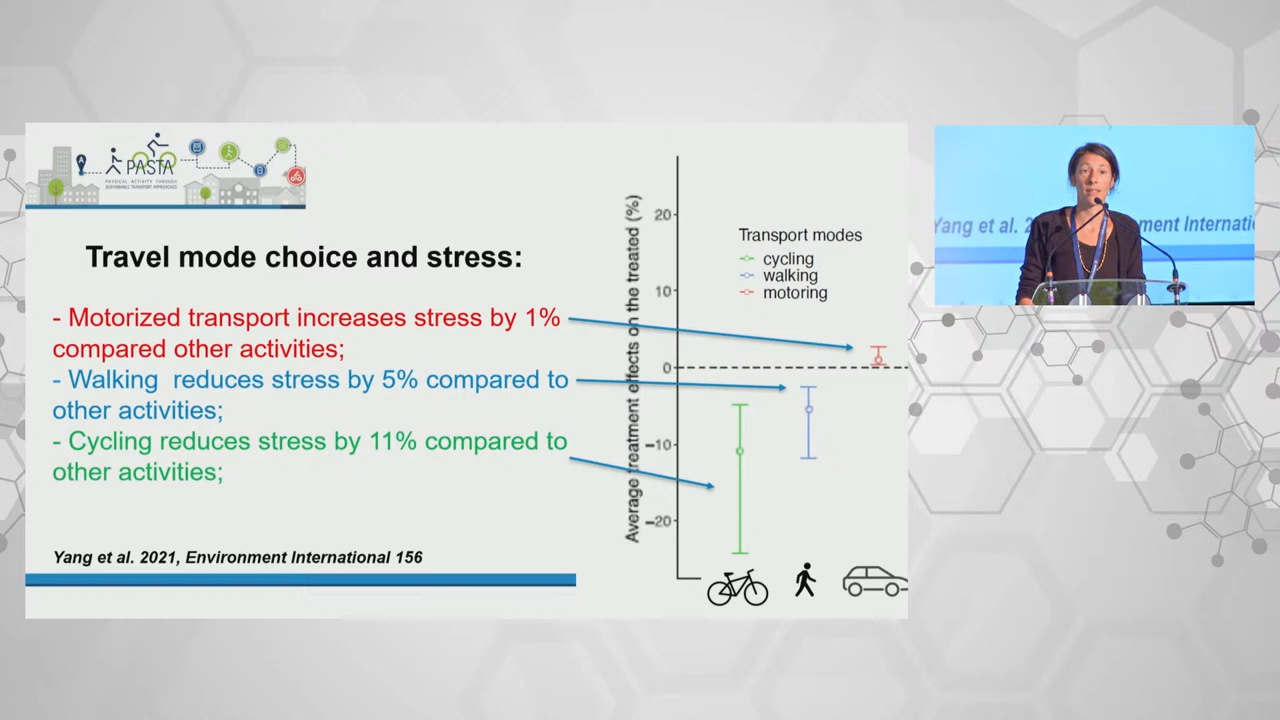 PASTA
PHYSICAL ACTIVITY THROUGH
SUSTAINABLE TRANSPORT APPROACHES
Travel mode choice and stress:
- Motorized transport increases stress by 1%
compared other activities;
- Walking  reduces stress by 5% compared to
other activities;
- Cycling reduces stress by 11% compared to
other activities;
Yang et al. 2021, Environment International 156
Average treatment effects on the treated (%)
20
10
0
−10
−20
Transport modes
cycling
walking
motoring
Yang et al. 2
ment Internatio